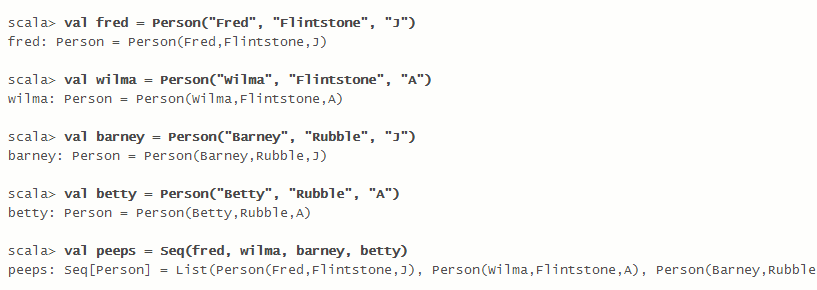 scala> val fred = Person("Fred", "Flintstone", "J")
fred: Person = Person(Fred,Flintstone,J)
scala> val wilma = Person("Wilma", "Flintstone", "A")
wilma: Person = Person(Wilma,Flintstone,A)
scala> val barney = Person("Barney", "Rubble", "J")
barney: Person = Person(Barney,Rubble,J)
scala> val betty = Person("Betty", "Rubble", "A")
betty: Person = Person(Betty,Rubble,A)
scala> val peeps = Seq(fred, wilma, barney, betty)
peeps: Seq[Person] = List(Person(Fred,Flintstone,J), Person(Wilma,Flintstone,A), Person(Barney,Rubble